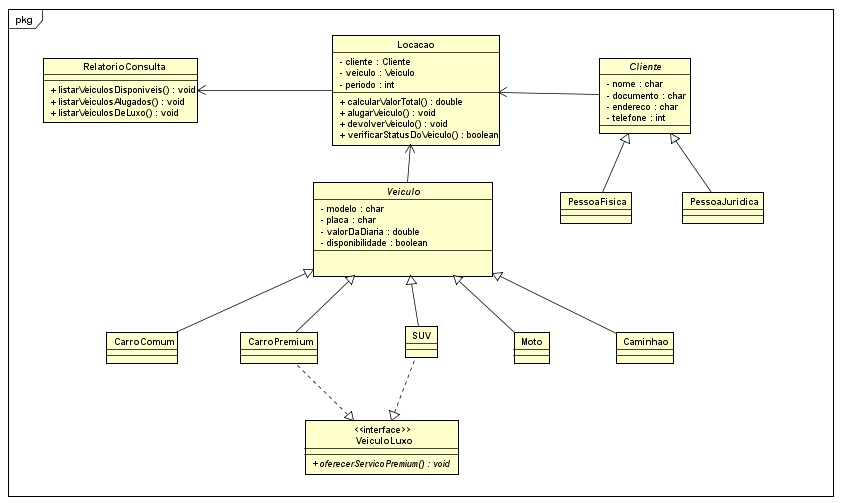 pkg
RelatorioConsulta
+ listarVeiculosDisponiveis() : void
+ listarVeiculosAlugados() : void
+ listarVeiculosDeLuxo() : void
Locacao
- cliente : Cliente
- veiculo : Veiculo
- periodo : int
+ calcularValorTotal() : double
+ alugarVeiculo() : void
+ devolverVeiculo() : void
+ verificarStatusDoVeiculo() : boolean
Cliente
- nome : char
- documento : char
- endereco : char
- telefone : int
PessoaFisica
PessoaJuridica
Veiculo
- modelo : char
- placa : char
- valorDaDiaria : double
- disponibilidade : boolean
CarroComum
CarroPremium
SUV
Moto
Caminhao
<<interface>>
VeiculoLuxo
+ oferecerServicoPremium() : void